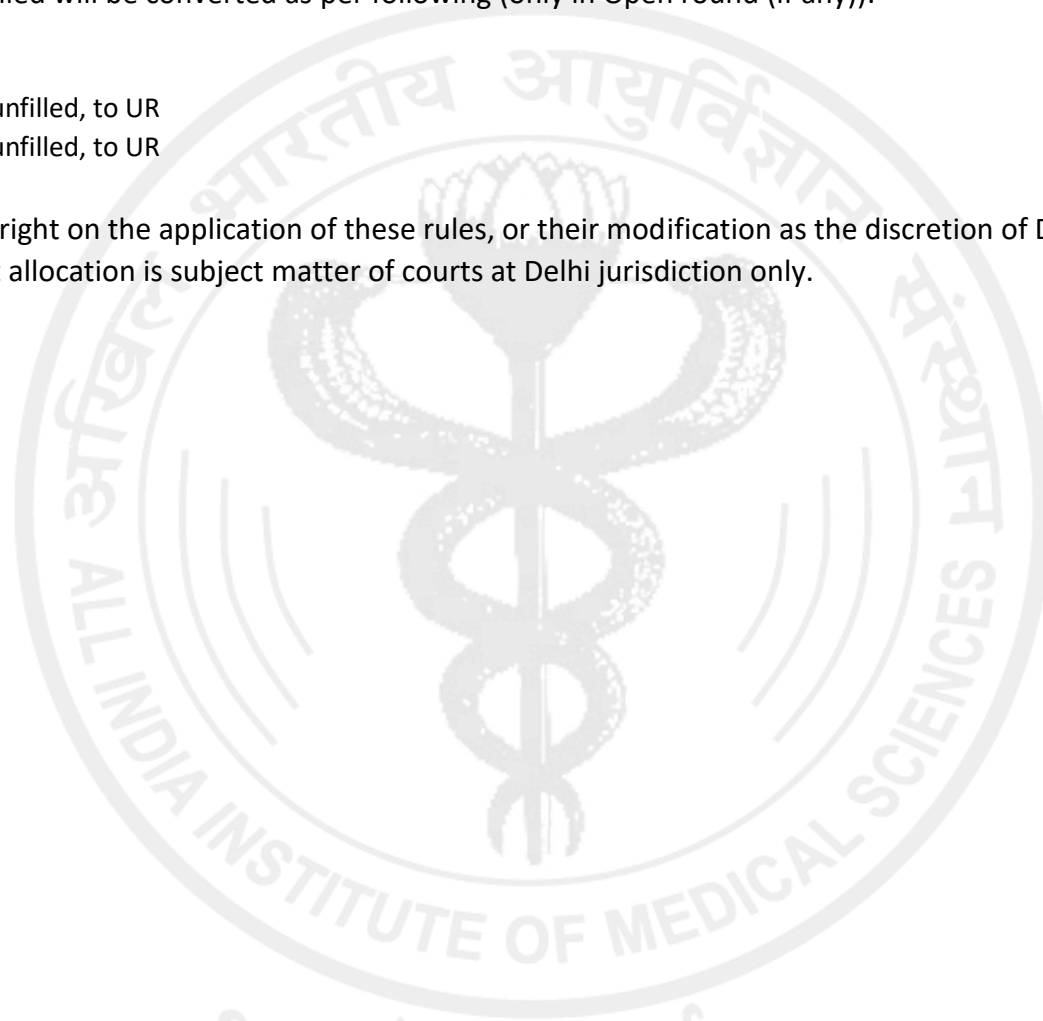 will be converted as per following (only in Open round (if any)).
unfilled, to UR
unfilled, to UR
right on the application of these rules, or their modification as the discretion of
allocation is subject matter of courts at Delhi jurisdiction only.
भारतीय आयुर्विज्ञान संस्थान
अखिल
ALL INDIA INSTITUTE OF MEDICAL SCIENCES